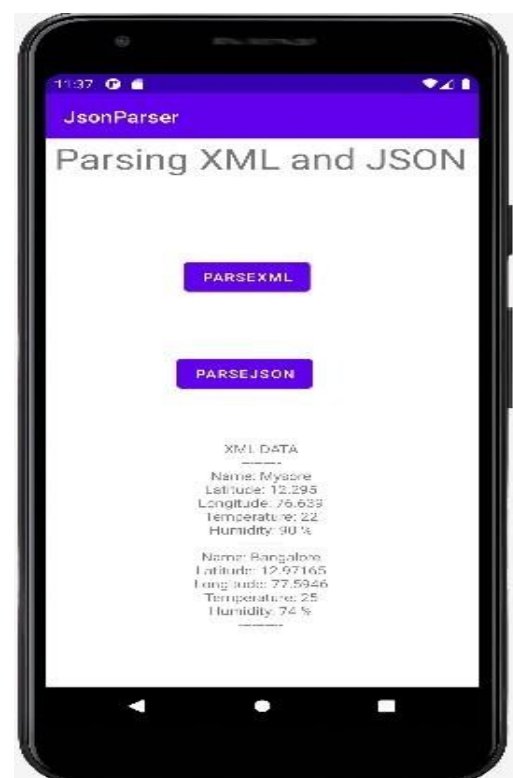 11:37
JsonParser
Parsing XML and JSON
PARSEXML
PARSEJSON
XML DATA
--------
Name: Mysore
Latitude: 12.295
Longitude: 76.639
Temperature: 22
Humidity: 90 %
Name: Bangalore
Latitude: 12.97165
Longitude: 77.5946
Temperature: 25
Humidity: 74 %
--------